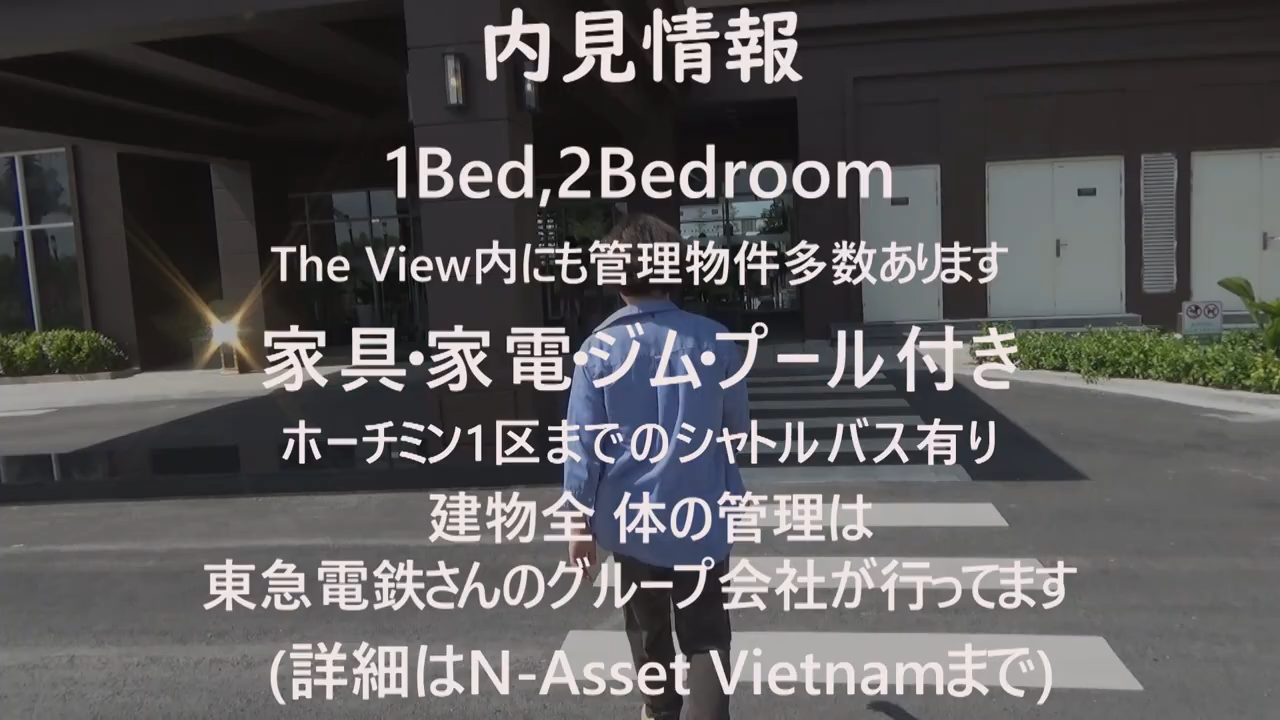 内見情報
1Bed,2Bedroom
The View内にも管理物件多数あります
家具・家電・ジム・プール付き
ホーチミン1区までのシャトルバス有り
建物全体の管理は
東急電鉄さんのグループ会社が行ってます
(詳細はN-Asset Vietnamまで)